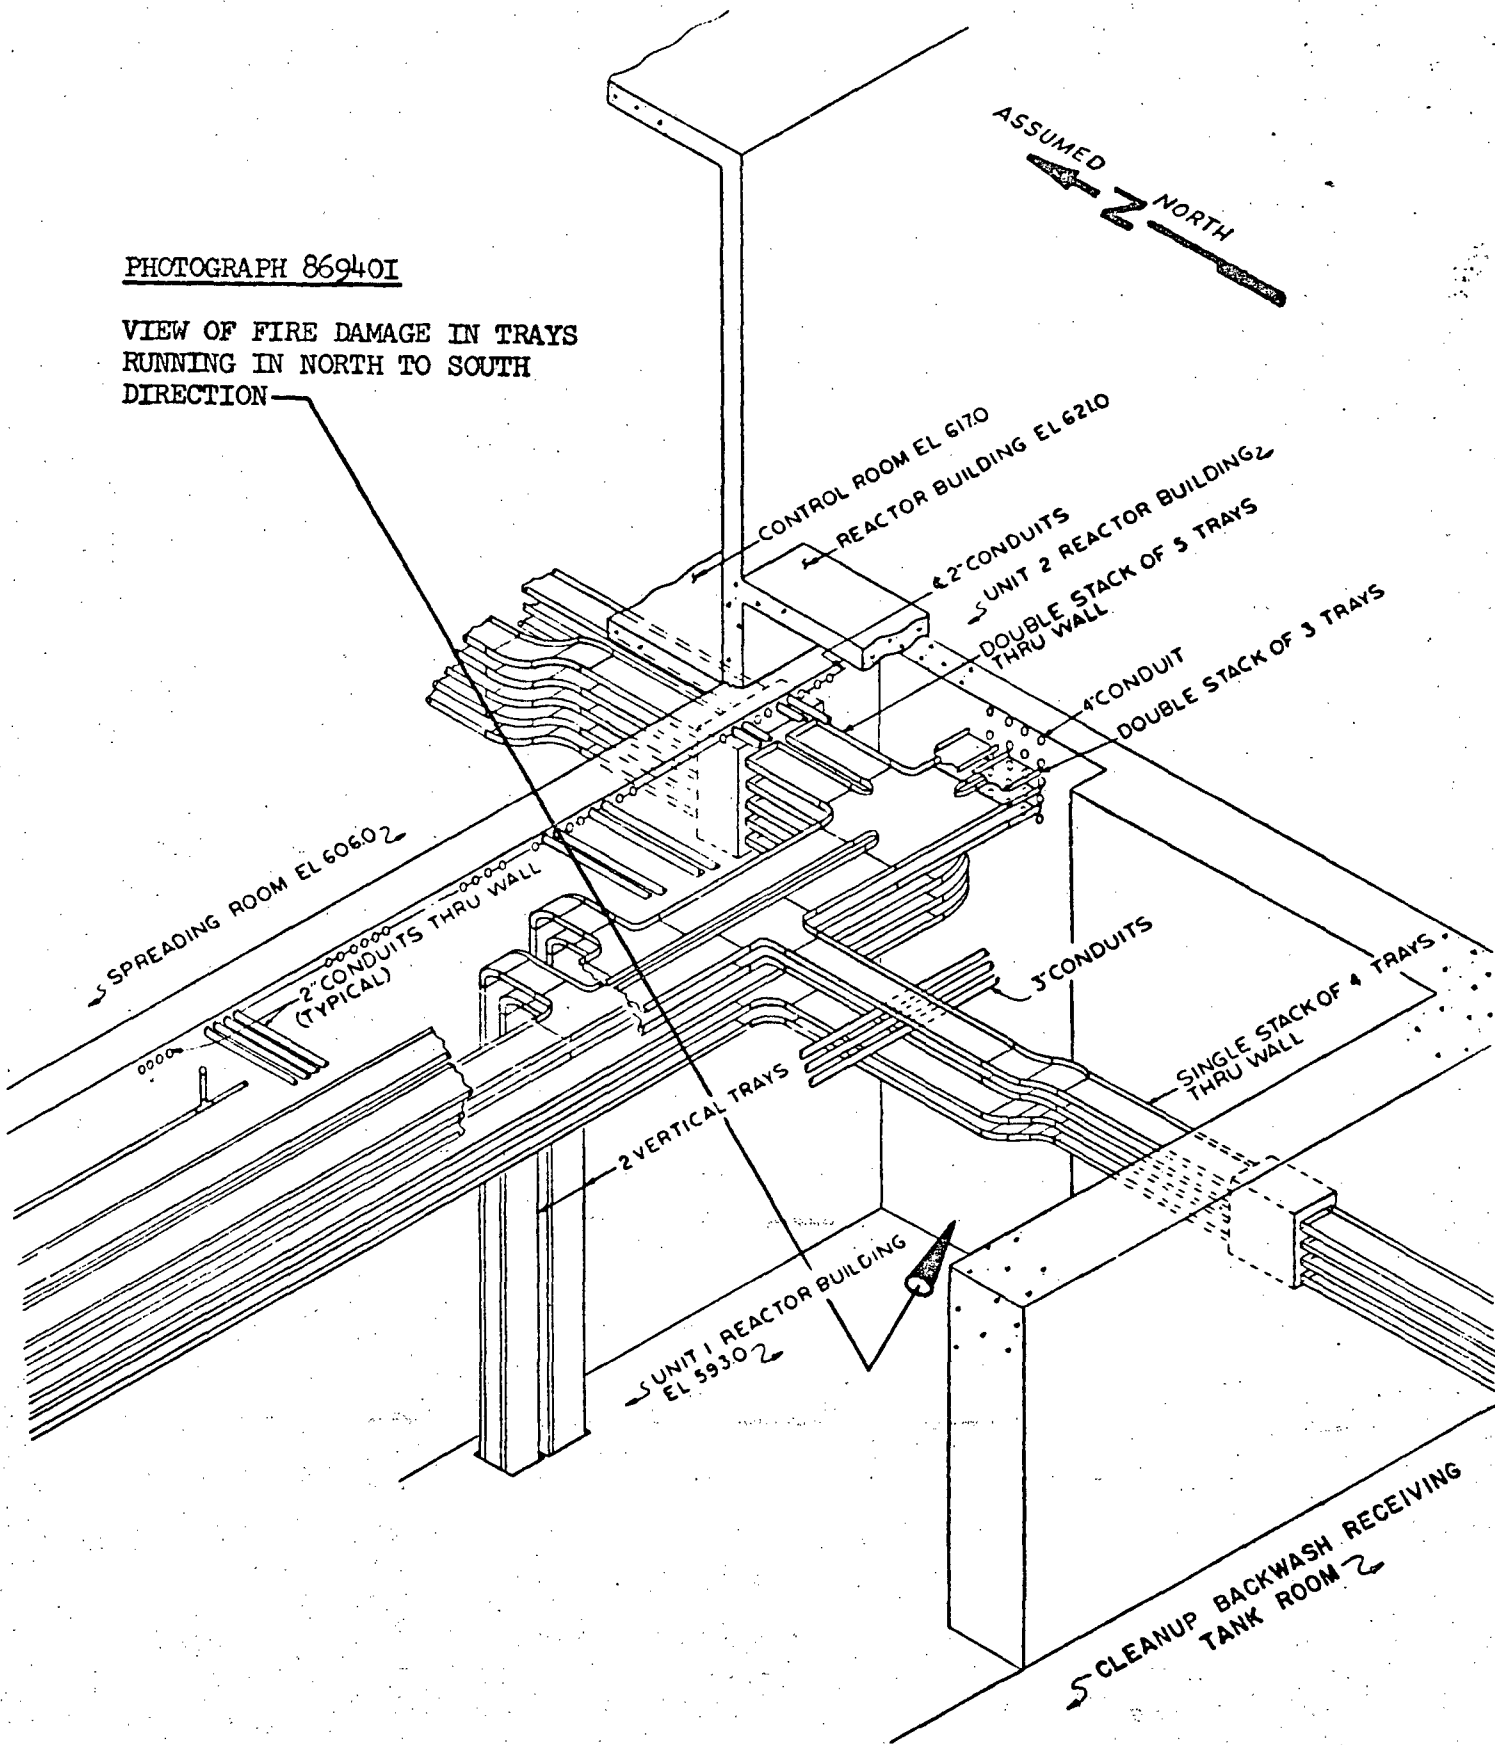 ASSUMED
N NORTH
PHOTOGRAPH 86940I
VIEW OF FIRE DAMAGE IN TRAYS
RUNNING IN NORTH TO SOUTH
DIRECTION
CONTROL ROOM EL 617.0
REACTOR BUILDING EL 621.0
℄ 2" CONDUITS
UNIT 2 REACTOR BUILDING
DOUBLE STACK OF 5 TRAYS
THRU WALL
4" CONDUIT
DOUBLE STACK OF 3 TRAYS
SPREADING ROOM EL 606.0
2" CONDUITS THRU WALL
(TYPICAL)
3" CONDUITS
SINGLE STACK OF 4 TRAYS
THRU WALL
2 VERTICAL TRAYS
UNIT 1 REACTOR BUILDING
EL 593.0
CLEANUP BACKWASH RECEIVING
TANK ROOM